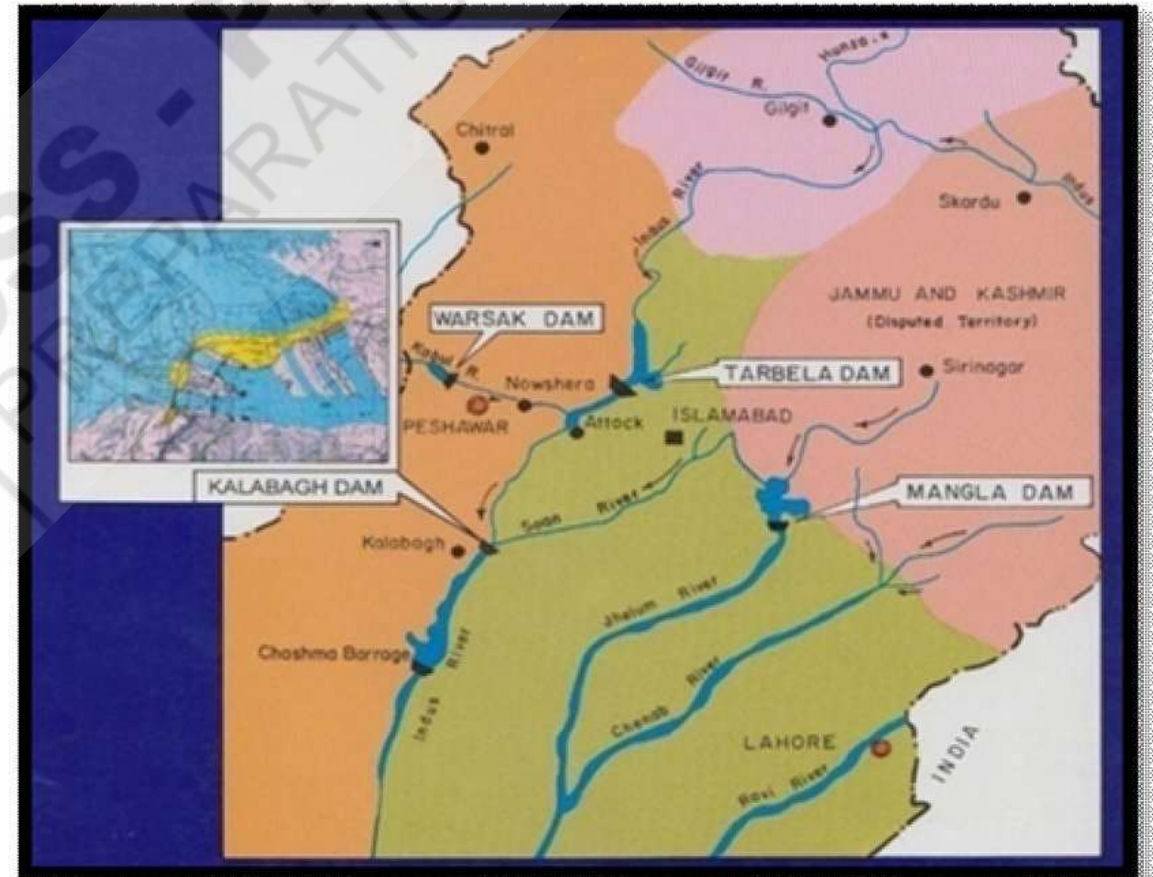 Hunza.R
Gilgit R.
Gilgit
Chitral
Indus River
Skardu
Indus
JAMMU AND KASHMIR
(Disputed Territory)
WARSAK DAM
Kabul R.
Nowshera
TARBELA DAM
Sirinagar
PESHAWAR
Attock
ISLAMABAD
KALABAGH DAM
MANGLA DAM
Soan River
Kalabagh
Jhelum River
Chashma Barrage
Indus River
Chenab River
LAHORE
Ravi River
INDIA